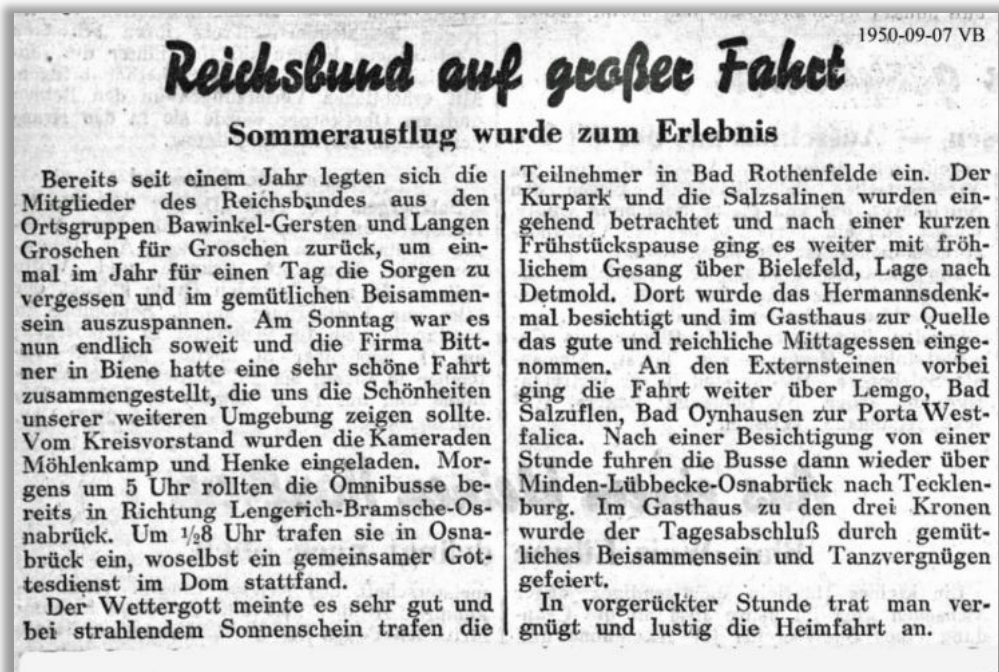 1950-09-07 VB
Reichsbund auf großer Fahrt
Sommerausflug wurde zum Erlebnis
Bereits seit einem Jahr legten sich die
Mitglieder des Reichsbundes aus den
Ortsgruppen Bawinkel-Gersten und Langen
Groschen für Groschen zurück, um ein-
mal im Jahr für einen Tag die Sorgen zu
vergessen und im gemütlichen Beisammen-
sein auszuspannen. Am Sonntag war es
nun endlich soweit und die Firma Bitt-
ner in Biene hatte eine sehr schöne Fahrt
zusammengestellt, die uns die Schönheiten
unserer weiteren Umgebung zeigen sollte.
Vom Kreisvorstand wurden die Kameraden
Möhlenkamp und Henke eingeladen. Mor-
gens um 5 Uhr rollten die Omnibusse be-
reits in Richtung Lengerich-Bramsche-Os-
nabrück. Um ½8 Uhr trafen sie in Osna-
brück ein, woselbst ein gemeinsamer Got-
tesdienst im Dom stattfand.
Der Wettergott meinte es sehr gut und
bei strahlendem Sonnenschein trafen die
Teilnehmer in Bad Rothenfelde ein. Der
Kurpark und die Salzsalinen wurden ein-
gehend betrachtet und nach einer kurzen
Frühstückspause ging es weiter mit fröh-
lichem Gesang über Bielefeld, Lage nach
Detmold. Dort wurde das Hermannsdenk-
mal besichtigt und im Gasthaus zur Quelle
das gute und reichliche Mittagessen einge-
nommen. An den Externsteinen vorbei
ging die Fahrt weiter über Lemgo, Bad
Salzuflen, Bad Oynhausen zur Porta West-
falica. Nach einer Besichtigung von einer
Stunde fuhren die Busse dann wieder über
Minden-Lübbecke-Osnabrück nach Tecklen-
burg. Im Gasthaus zu den drei Kronen
wurde der Tagesabschluß durch gemüt-
liches Beisammensein und Tanzvergnügen
gefeiert.
In vorgerückter Stunde trat man ver-
gnügt und lustig die Heimfahrt an.